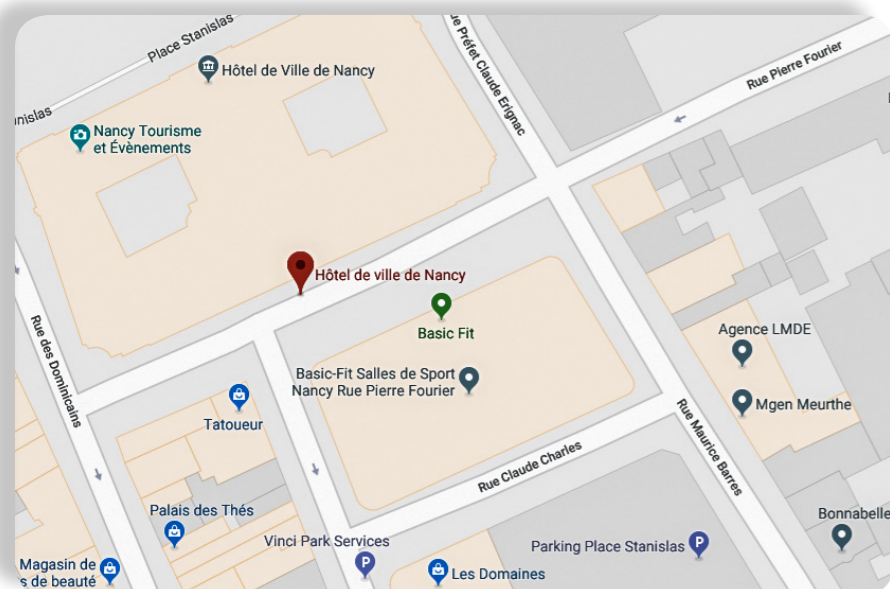 Place Stanislas
Hôtel de Ville de Nancy
Rue Pierre Fourier
Préfet Claude Erignac
Nancy Tourisme
et Évènements
Hôtel de ville de Nancy
Basic Fit
Rue des Dominicains
Agence LMDE
Basic-Fit Salles de Sport
Nancy Rue Pierre Fourier
Mgen Meurthe
Tatoueur
Rue Maurice Barres
Rue Claude Charles
Palais des Thés
Bonnabelle
Vinci Park Services
Parking Place Stanislas
Magasin de
de beauté
Les Domaines